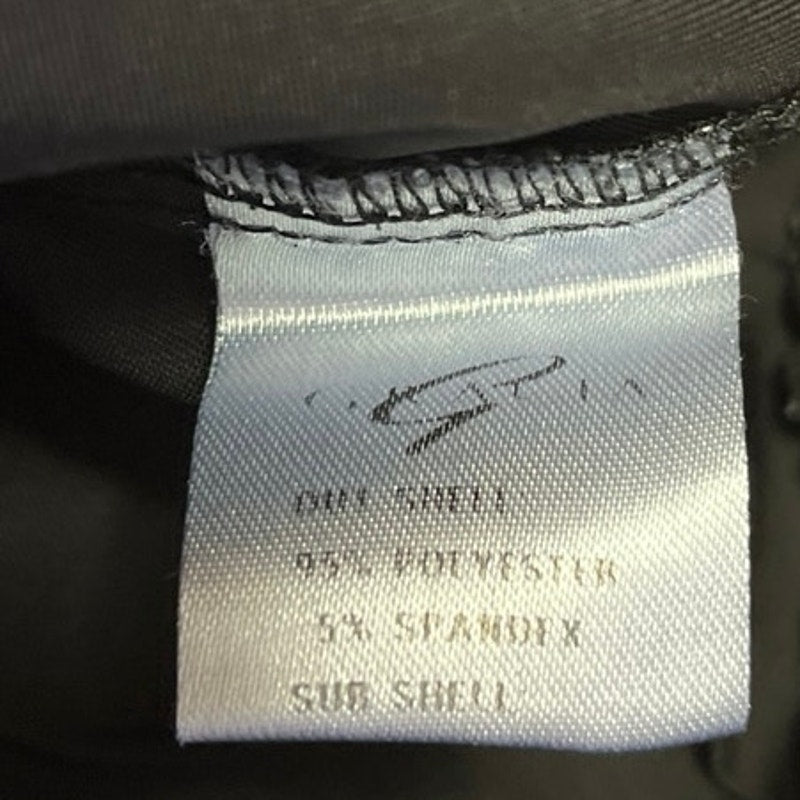 OUT SHELL
95% POLYESTER
5% SPANDEX
SUB SHELL